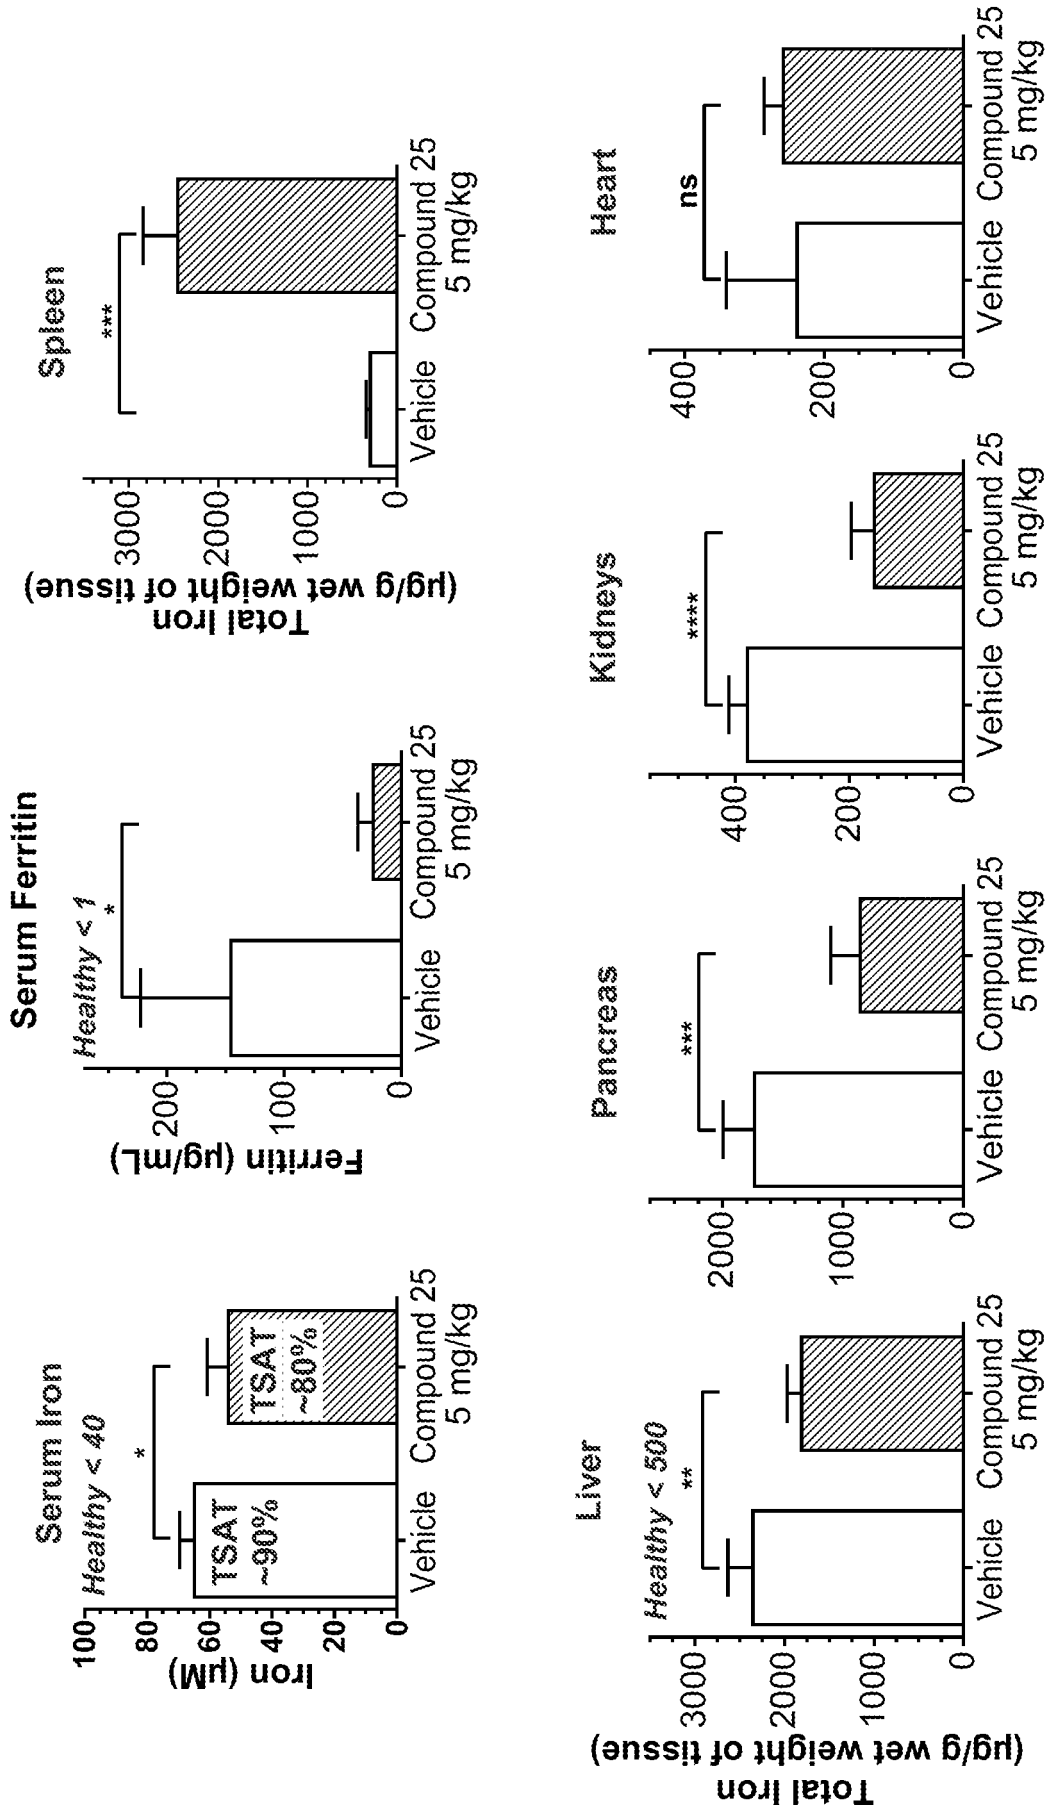 Serum Iron
Healthy < 40
*
100
80
60
40
20
0
Iron (µM)
TSAT
~90%
TSAT
~80%
Vehicle
Compound 25
5 mg/kg
Serum Ferritin
Healthy < 1
*
200
100
0
Ferritin (µg/mL)
Vehicle
Compound 25
5 mg/kg
Spleen
***
3000
2000
1000
0
Total Iron
(µg/g wet weight of tissue)
Vehicle
Compound 25
5 mg/kg
Liver
Healthy < 500
**
3000
2000
1000
0
Total Iron
(µg/g wet weight of tissue)
Vehicle
Compound 25
5 mg/kg
Pancreas
***
2000
1000
0
Vehicle
Compound 25
5 mg/kg
Kidneys
****
400
200
0
Vehicle
Compound 25
5 mg/kg
Heart
ns
400
200
0
Vehicle
Compound 25
5 mg/kg